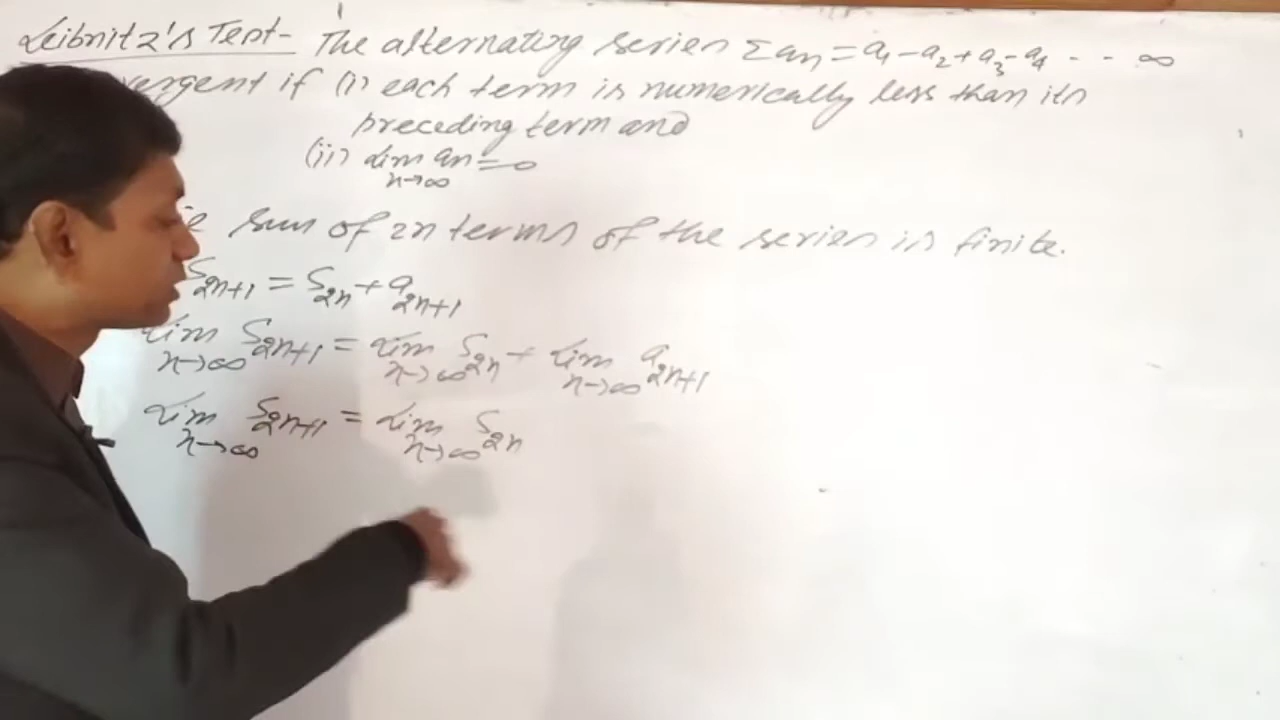 Leibnitz's Test- The alternating series Σan = a1 - a2 + a3 - a4 - - ∞
vergent if (i) each term is numerically less than its
preceding term and
(ii) Lim an = 0
n→∞
sum of 2n terms of the series is finite.
S2n+1 = S2n + a2n+1
Lim S2n+1 = Lim S2n + Lim a2n+1
n→∞ n→∞ n→∞
Lim S2n+1 = Lim S2n
n→∞ n→∞